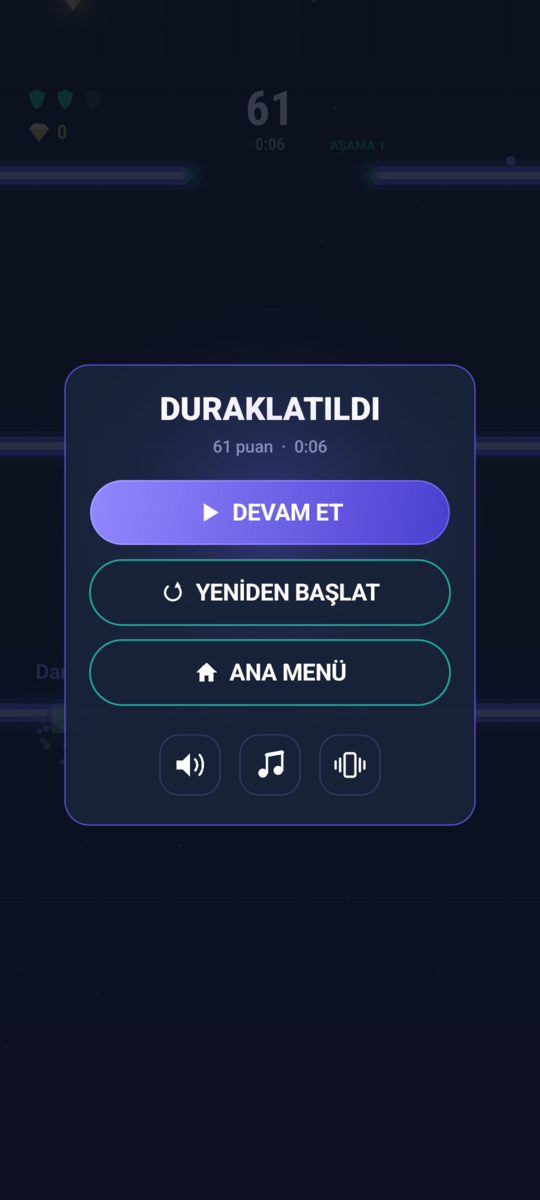 61
0
0:06
AŞAMA 1
DURAKLATILDI
61 puan · 0:06
DEVAM ET
YENİDEN BAŞLAT
ANA MENÜ